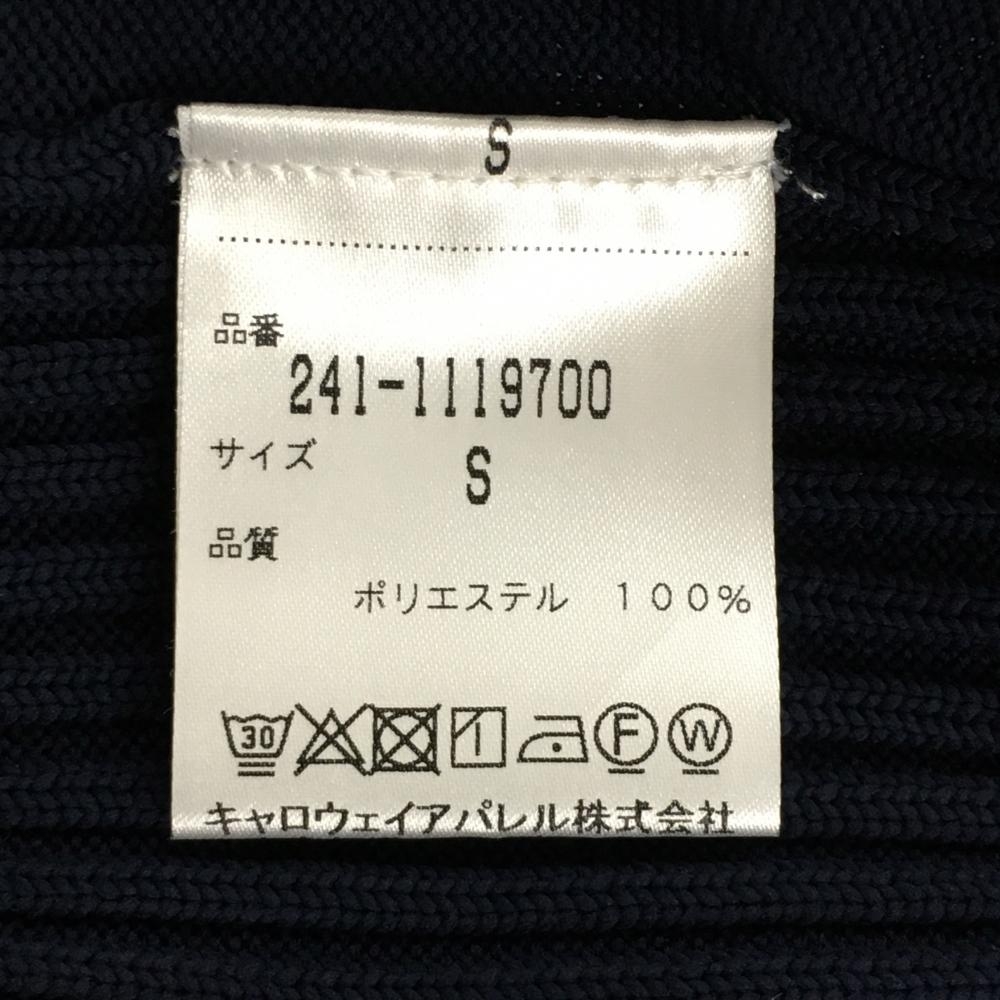 S
品番
241-1119700
サイズ
S
品質
ポリエステル 100%
30 F W
キャロウェイアパレル株式会社